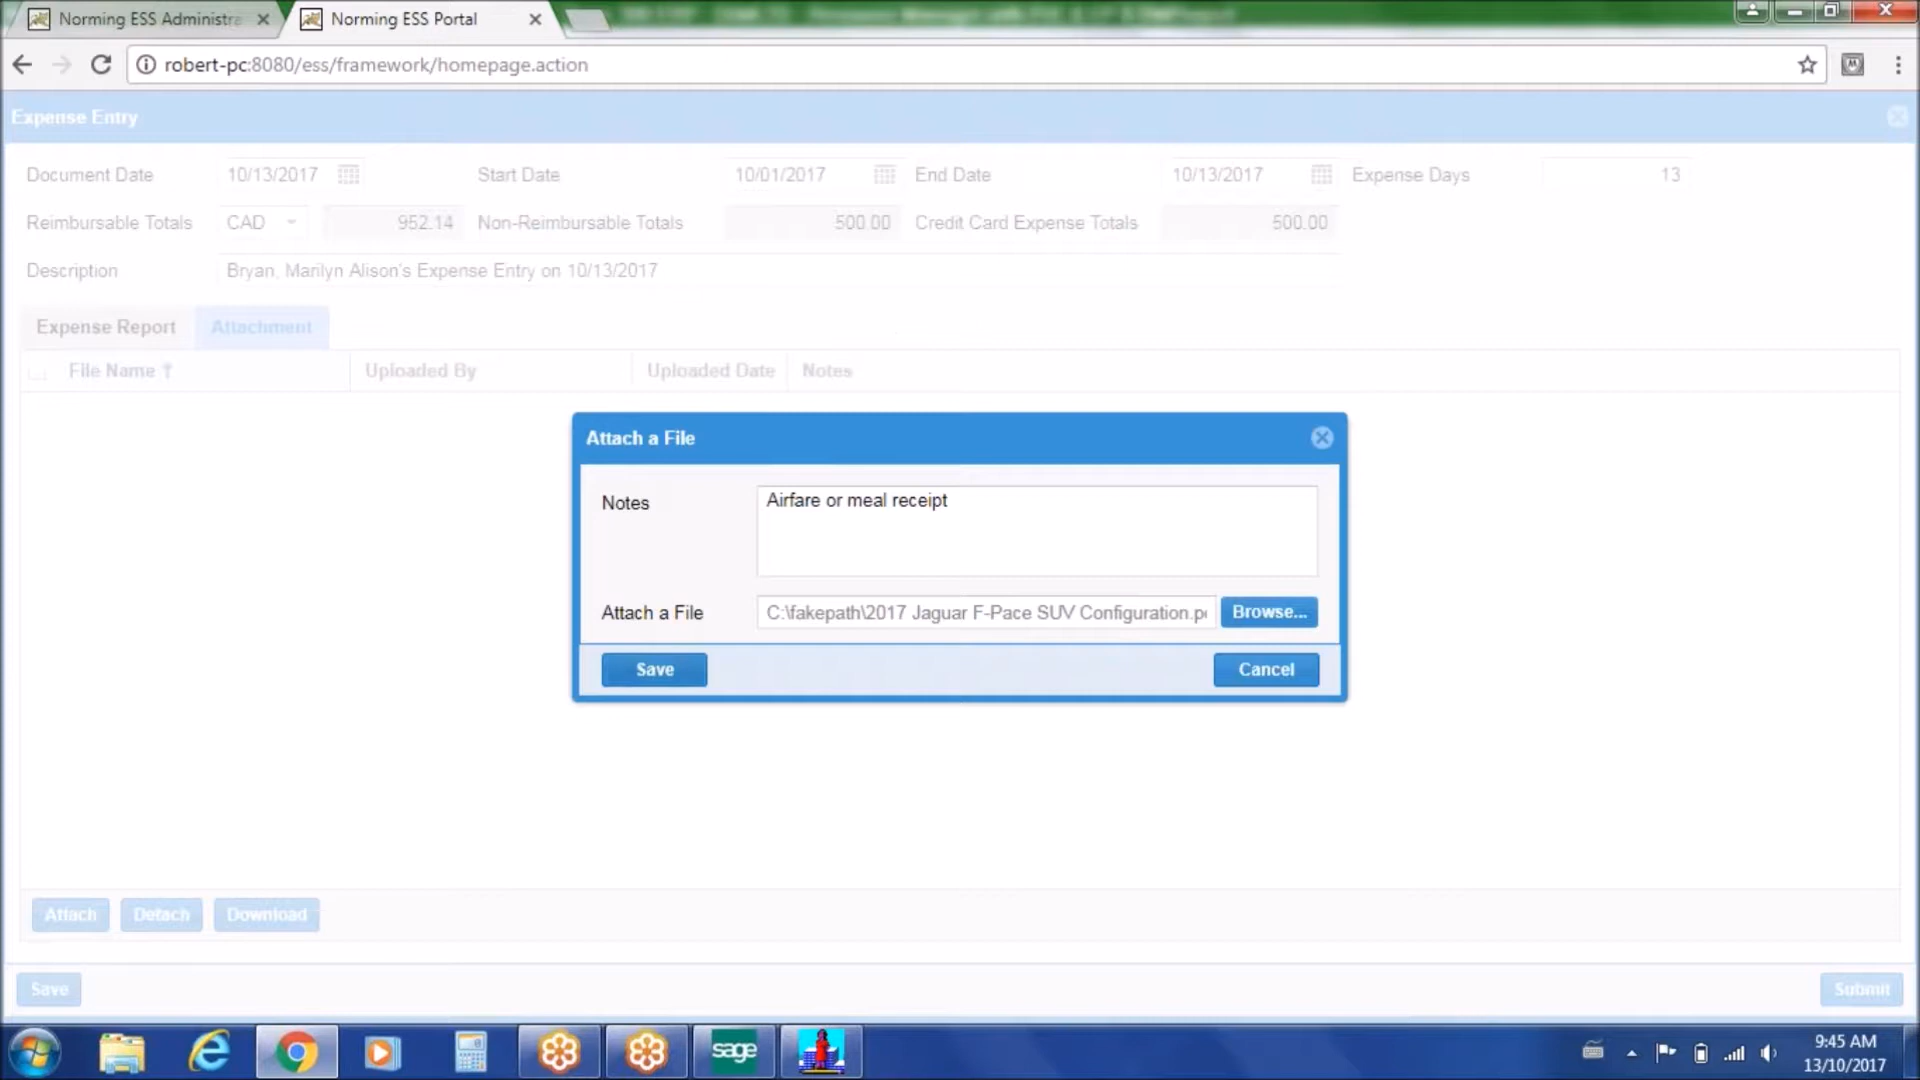 Norming ESS Administra
Norming ESS Portal
robert-pc:8080/ess/framework/homepage.action
Expense Entry
Document Date 10/13/2017 Start Date 10/01/2017 End Date 10/13/2017 Expense Days 13
Reimbursable Totals CAD 952.14 Non-Reimbursable Totals 500.00 Credit Card Expense Totals 500.00
Description Bryan, Marilyn Alison's Expense Entry on 10/13/2017
Expense Report Attachment
File Name Uploaded By Uploaded Date Notes
Attach a File
Notes Airfare or meal receipt
Attach a File C:\fakepath\2017 Jaguar F-Pace SUV Configuration.p Browse...
Save Cancel
Attach Detach Download
Save Submit
sage
9:45 AM
13/10/2017